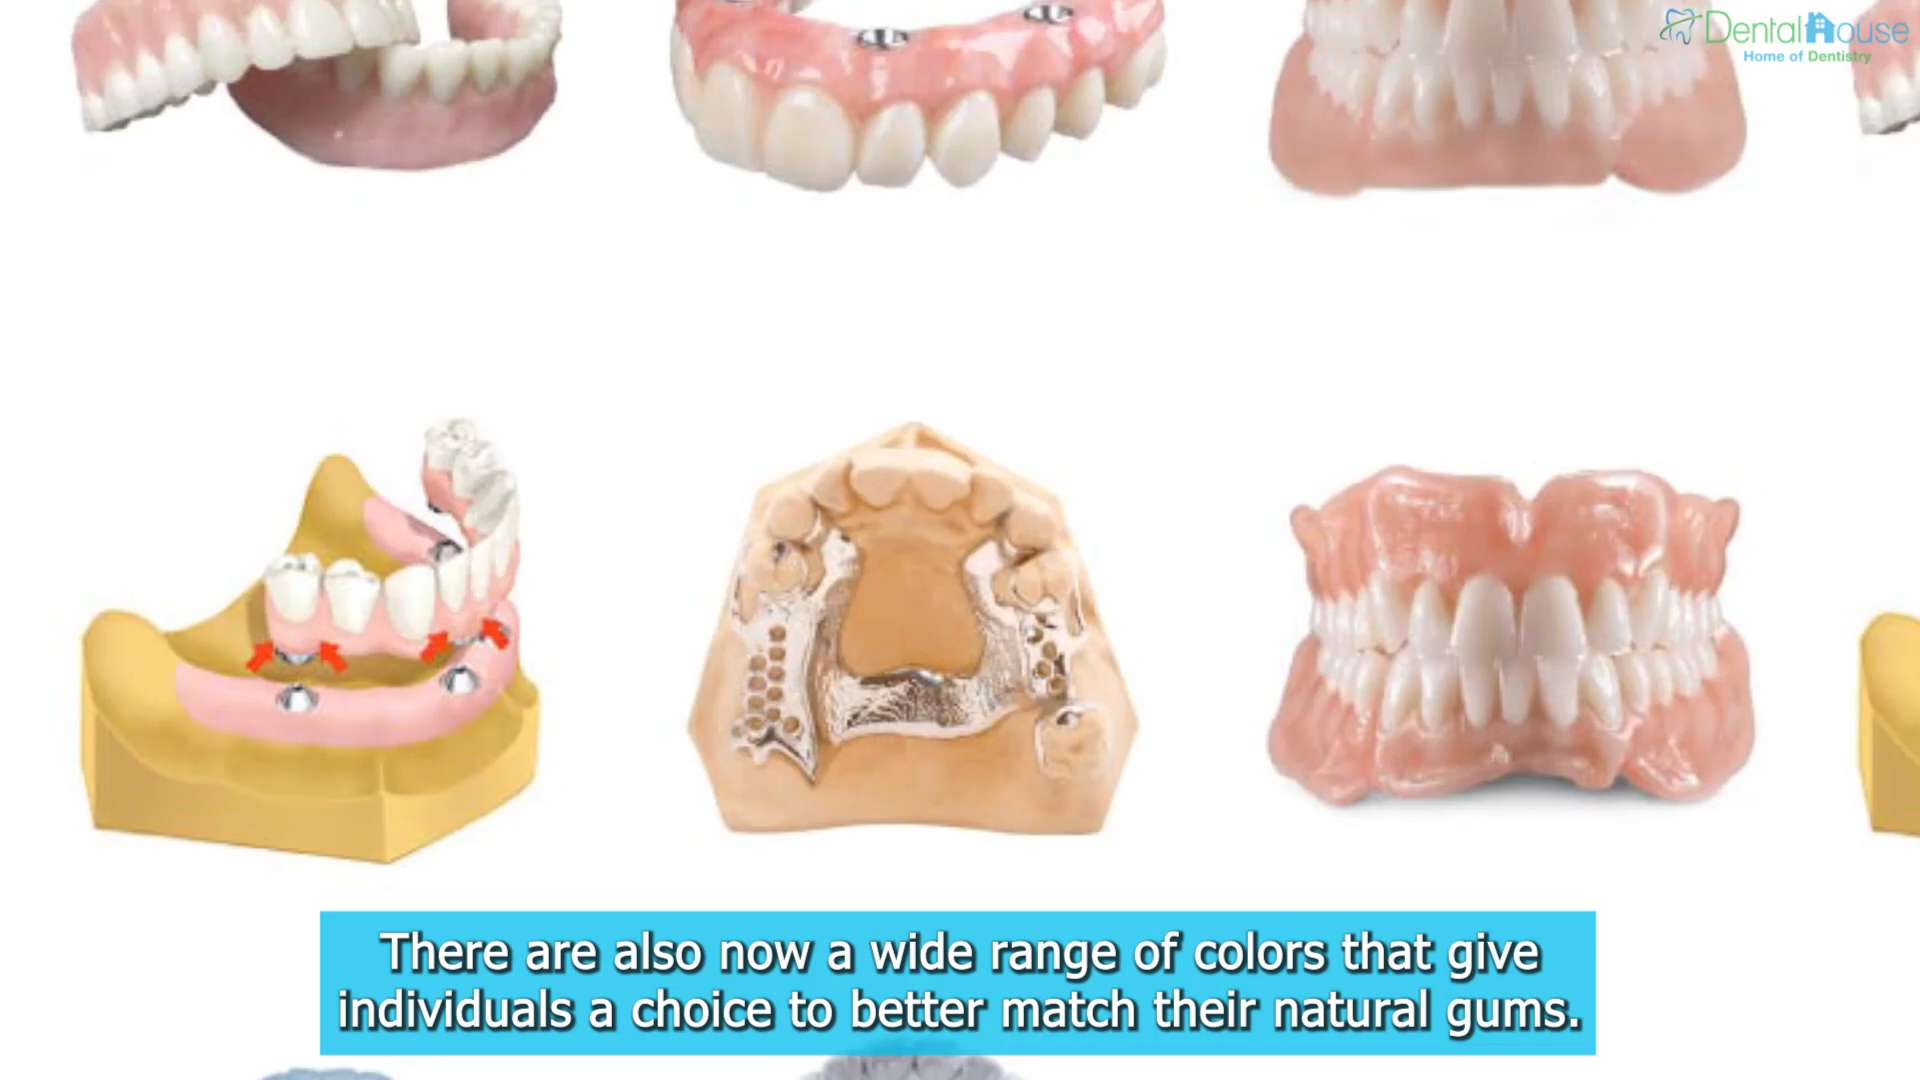 DentalHouse
Home of Dentistry
There are also now a wide range of colors that give
individuals a choice to better match their natural gums.